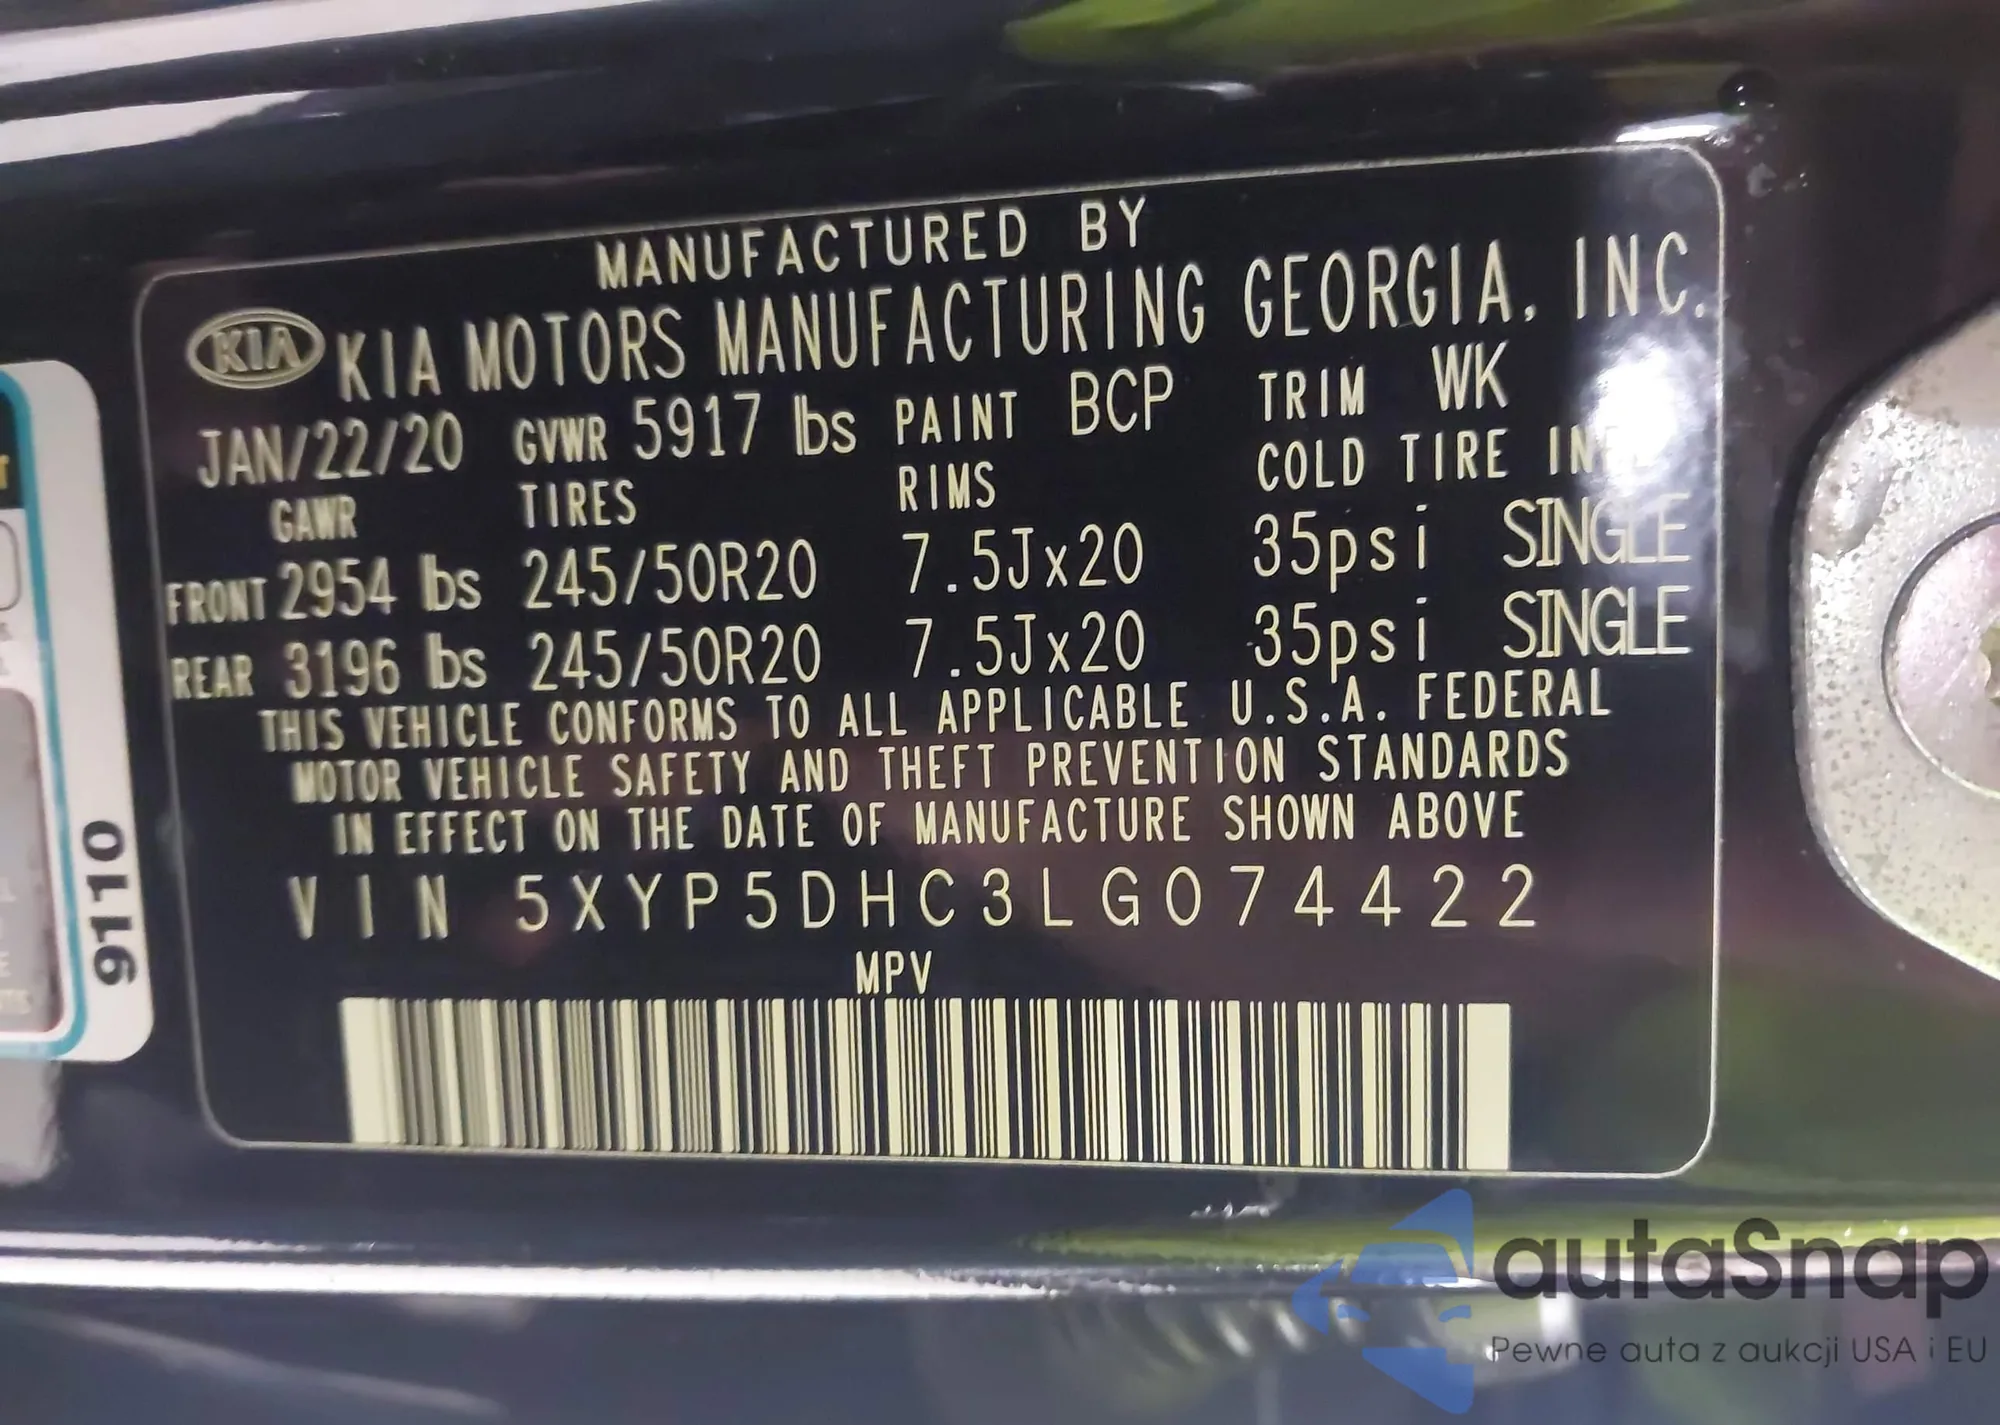 MANUFACTURED BY
KIA KIA MOTORS MANUFACTURING GEORGIA, INC.
JAN/22/20 GVWR 5917 lbs PAINT BCP TRIM WK
GAWR TIRES RIMS COLD TIRE
FRONT 2954 lbs 245/50R20 7.5Jx20 35psi SINGLE
REAR 3196 lbs 245/50R20 7.5Jx20 35psi SINGLE
THIS VEHICLE CONFORMS TO ALL APPLICABLE U.S.A. FEDERAL
MOTOR VEHICLE SAFETY AND THEFT PREVENTION STANDARDS
IN EFFECT ON THE DATE OF MANUFACTURE SHOWN ABOVE
VIN 5XYP5DHC3LG074422
MPV
9110
autaSnap
Pewne auta z aukcji USA i EU